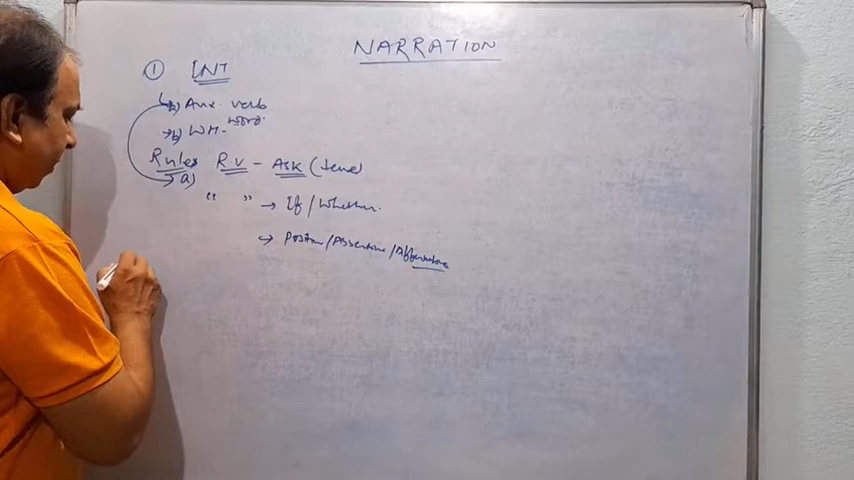 NARRATION
① INT
a) Aux. verb
b) WH- word.
Rules R.V - ASK (Tense)
a)
" " → If / Whether.
↳ Positive / Assertive / Affirmative